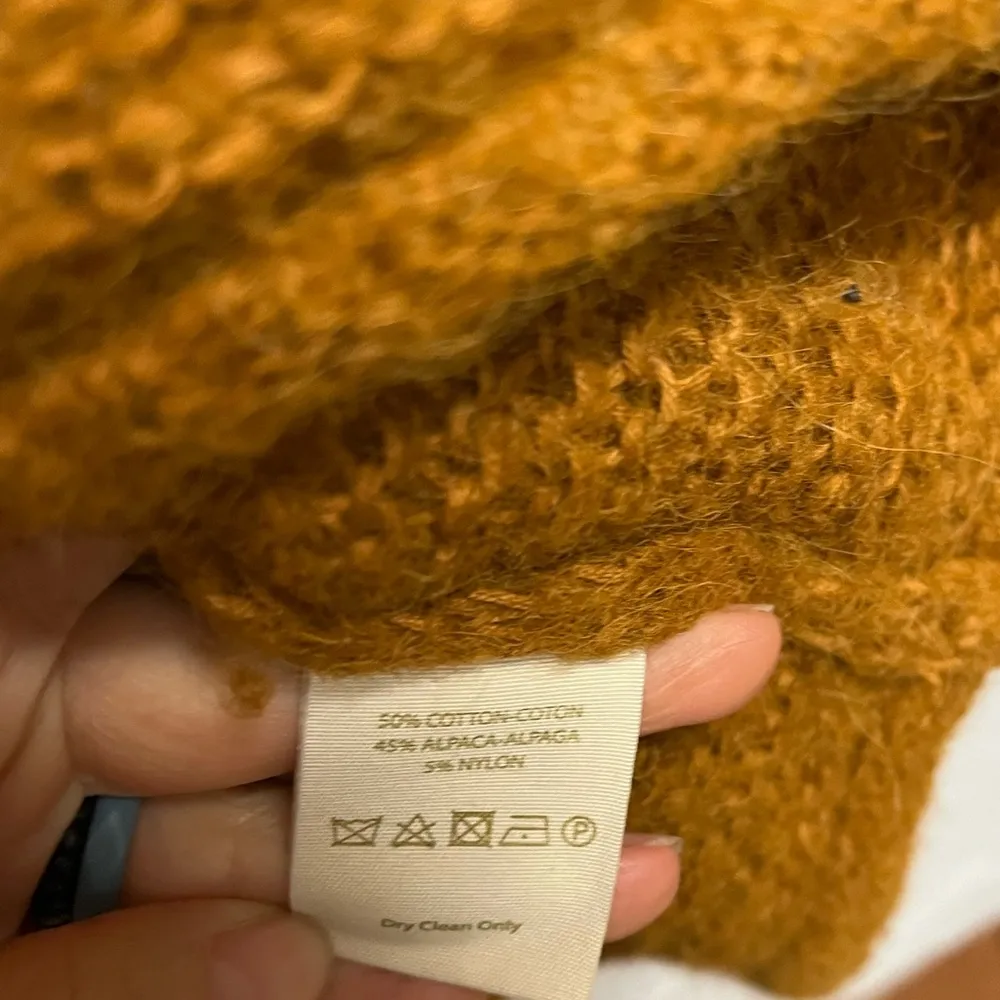 50% COTTON-COTON
45% ALPACA-ALPAGA
5% NYLON
P
Dry Clean Only